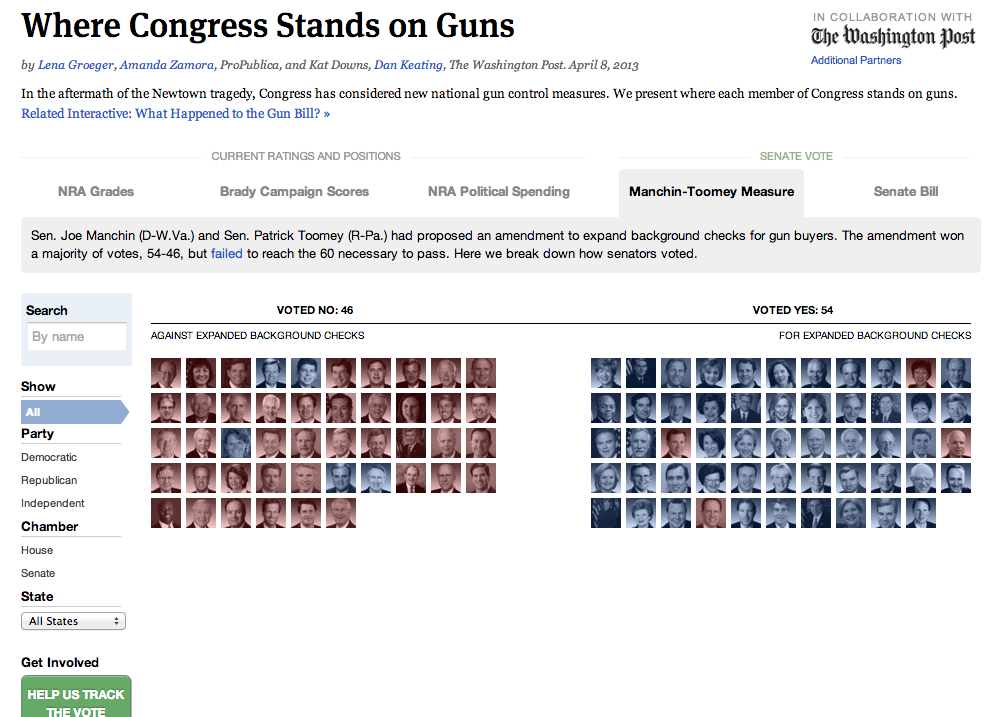 Where Congress Stands on Guns
IN COLLABORATION WITH
The Washington Post
Additional Partners
by Lena Groeger, Amanda Zamora, ProPublica, and Kat Downs, Dan Keating, The Washington Post. April 8, 2013
In the aftermath of the Newtown tragedy, Congress has considered new national gun control measures. We present where each member of Congress stands on guns.
Related Interactive: What Happened to the Gun Bill? »
CURRENT RATINGS AND POSITIONS
SENATE VOTE
NRA Grades
Brady Campaign Scores
NRA Political Spending
Manchin-Toomey Measure
Senate Bill
Sen. Joe Manchin (D-W.Va.) and Sen. Patrick Toomey (R-Pa.) had proposed an amendment to expand background checks for gun buyers. The amendment won
a majority of votes, 54-46, but failed to reach the 60 necessary to pass. Here we break down how senators voted.
Search
By name
Show
All
Party
Democratic
Republican
Independent
Chamber
House
Senate
State
All States
Get Involved
HELP US TRACK
THE VOTE
VOTED NO: 46
VOTED YES: 54
AGAINST EXPANDED BACKGROUND CHECKS
FOR EXPANDED BACKGROUND CHECKS